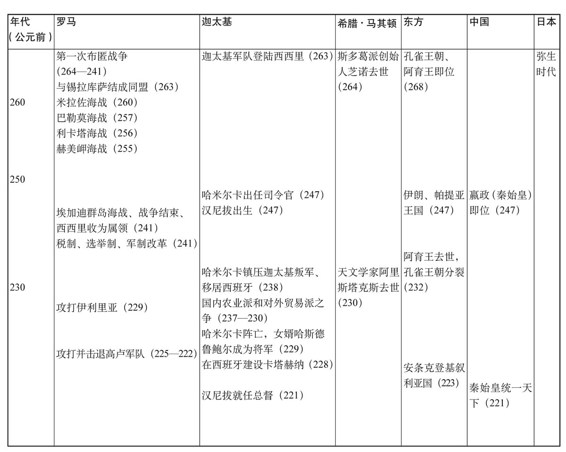 年代
（公元前）
罗马
迦太基
希腊·马其顿
东方
中国
日本
260
250
230
第一次布匿战争
（264—241）
与锡拉库萨结成同盟（263）
米拉佐海战（260）
巴勒莫海战（257）
利卡塔海战（256）
赫美岬海战（255）
埃加迪群岛海战、战争结束、
西西里收为属领（241）
税制、选举制、军制改革（241）
攻打伊利里亚（229）
攻打并击退高卢军队（225—222）
迦太基军队登陆西西里（263）
哈米尔卡出任司令官（247）
汉尼拔出生（247）
哈米尔卡镇压迦太基叛军、
移居西班牙（238）
国内农业派和对外贸易派之
争（237—230）
哈米尔卡阵亡，女婿哈斯德
鲁鲍尔成为将军（229）
在西班牙建设卡塔赫纳（228）
汉尼拔就任总督（221）
斯多葛派创始
人芝诺去世
（264）
天文学家阿里
斯塔克斯去世
（230）
孔雀王朝、
阿育王即位
（268）
伊朗、帕提亚
王国（247）
阿育王去世，
孔雀王朝分裂
（232）
安条克登基叙
利亚国（223）
嬴政（秦始皇）
即位（247）
秦始皇统一天
下（221）
弥生
时代